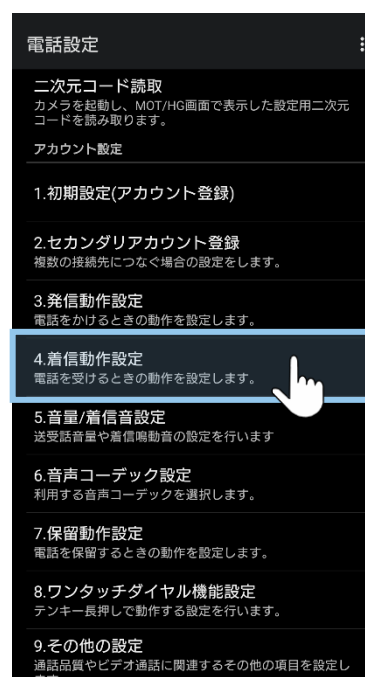 電話設定
二次元コード読取
カメラを起動し、MOT/HG画面で表示した設定用二次元
コードを読み取ります。
アカウント設定
1.初期設定(アカウント登録)
2.セカンダリアカウント登録
複数の接続先につなぐ場合の設定をします。
3.発信動作設定
電話をかけるときの動作を設定します。
4.着信動作設定
電話を受けるときの動作を設定します。
5.音量/着信音設定
送受話音量や着信鳴動音の設定を行います
6.音声コーデック設定
利用する音声コーデックを選択します。
7.保留動作設定
電話を保留するときの動作を設定します。
8.ワンタッチダイヤル機能設定
テンキー長押しで動作する設定を行います。
9.その他の設定
通話品質やビデオ通話に関連するその他の項目を設定し